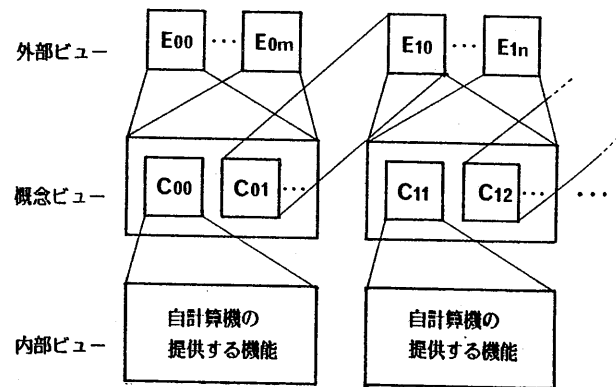 外部ビュー
E00 ··· E0m
E10 ··· E1n
概念ビュー
C00 C01 ···
C11 C12 ··· ···
内部ビュー
自計算機の
提供する機能
自計算機の
提供する機能